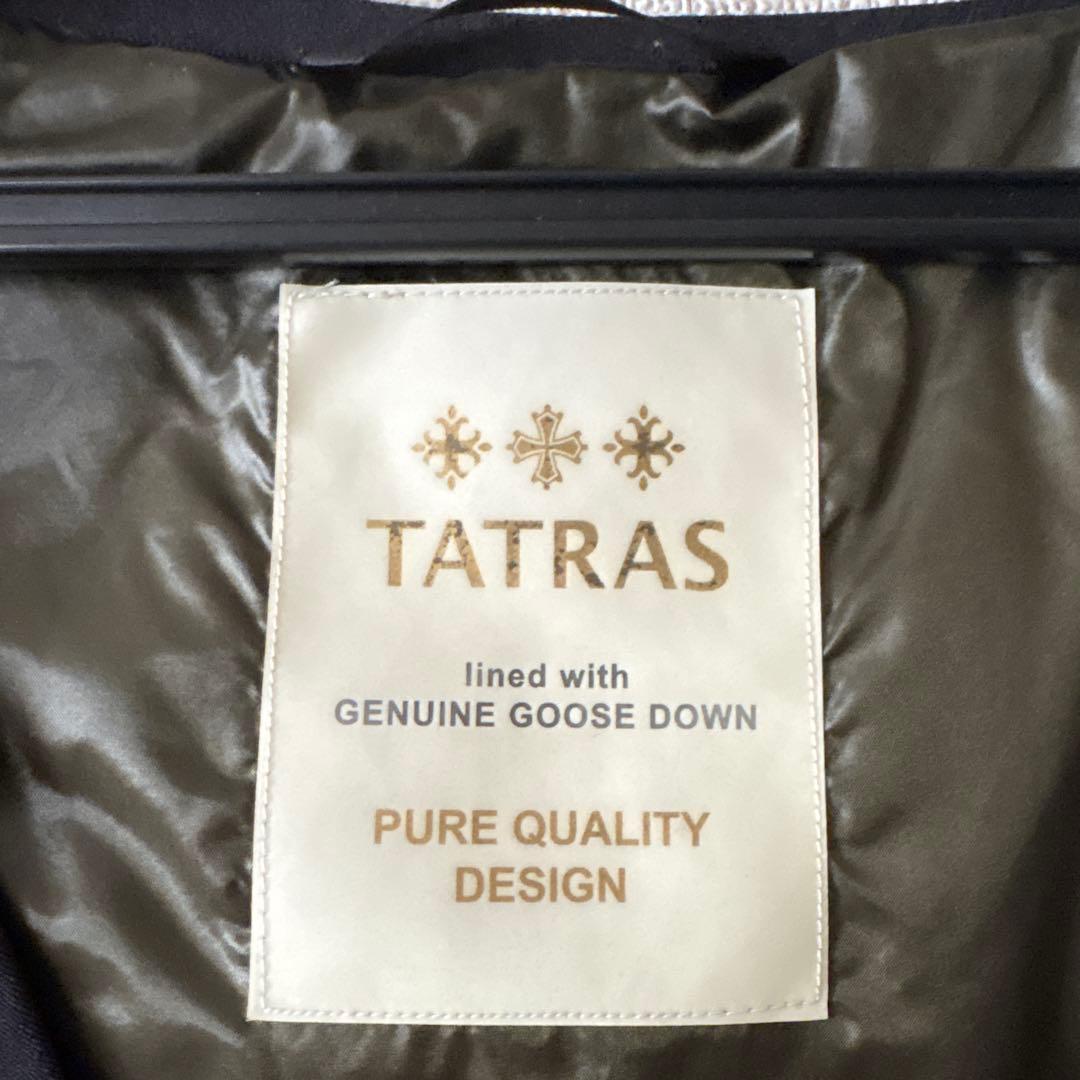 TATRAS
lined with
GENUINE GOOSE DOWN
PURE QUALITY
DESIGN